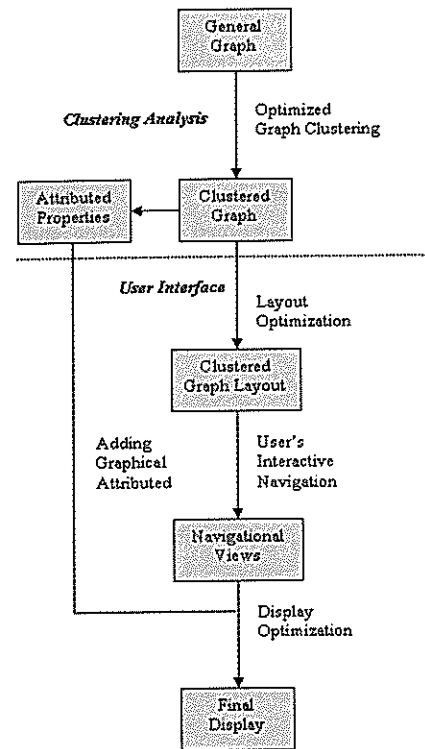 General
Graph
Clustering Analysis
Optimized
Graph Clustering
Attributed
Properties
Clustered
Graph
User Interface
Layout
Optimization
Clustered
Graph Layout
Adding
Graphical
Attributed
User's
Interactive
Navigation
Navigational
Views
Display
Optimization
Final
Display